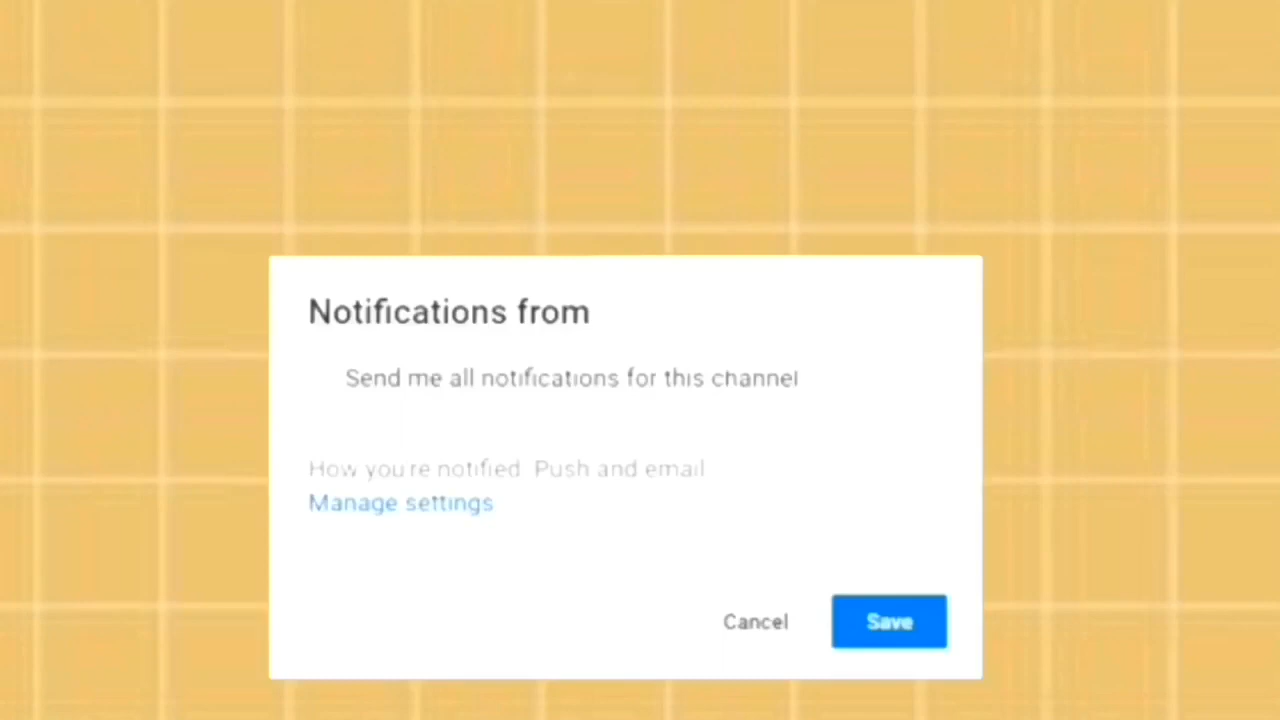 Notifications from
Send me all notifications for this channel
How you're notified Push and email
Manage settings
Cancel
Save